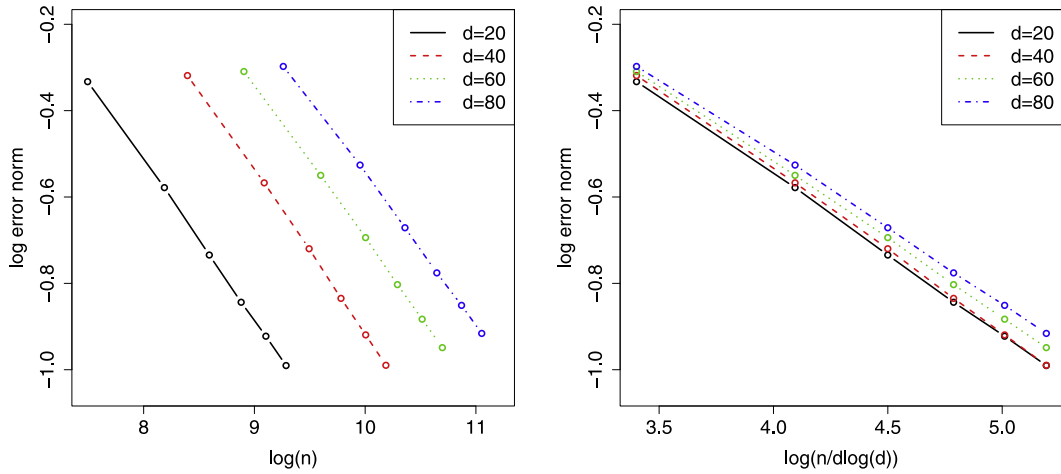 −0.2
−0.4
−0.6
−0.8
−1.0
log error norm
8
9
10
11
log(n)
d=20
d=40
d=60
d=80
−0.2
−0.4
−0.6
−0.8
−1.0
log error norm
3.5
4.0
4.5
5.0
log(n/dlog(d))
d=20
d=40
d=60
d=80